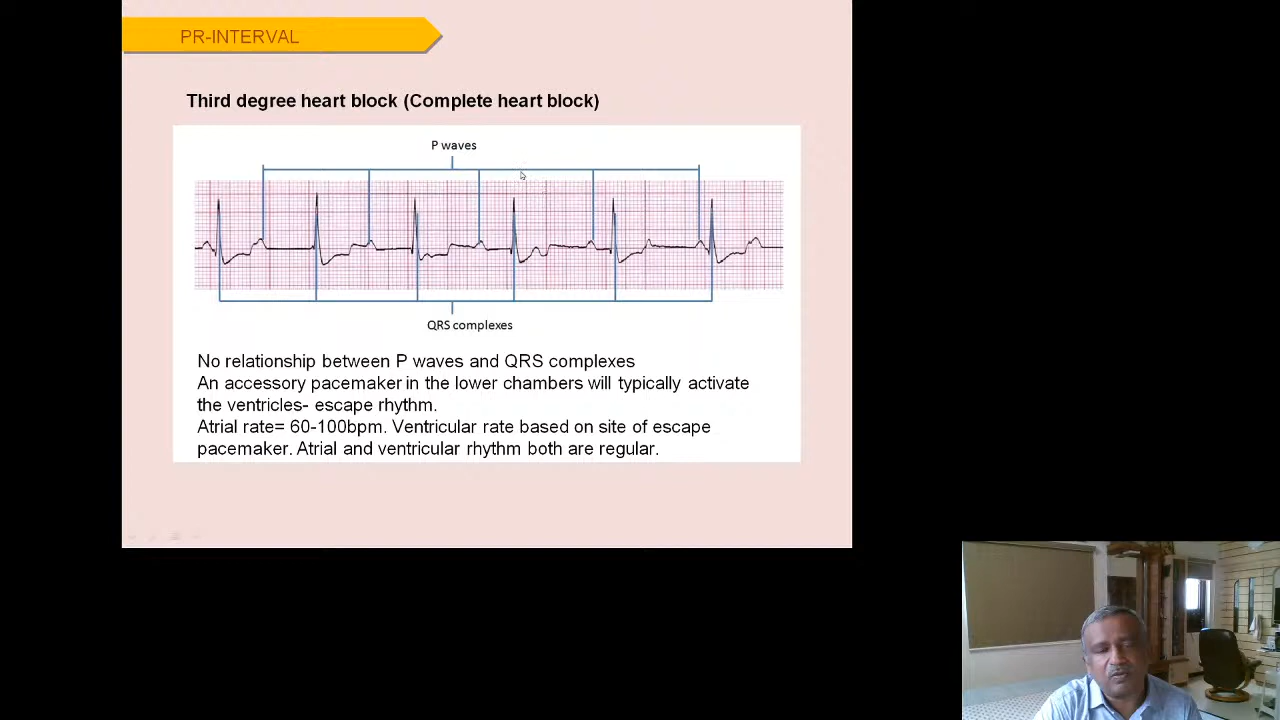 PR-INTERVAL
Third degree heart block (Complete heart block)
P waves
QRS complexes
No relationship between P waves and QRS complexes
An accessory pacemaker in the lower chambers will typically activate
the ventricles- escape rhythm.
Atrial rate= 60-100bpm. Ventricular rate based on site of escape
pacemaker. Atrial and ventricular rhythm both are regular.